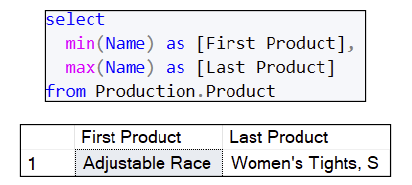 select
min(Name) as [First Product],
max(Name) as [Last Product]
from Production.Product
First Product Last Product
1 Adjustable Race Women's Tights, S